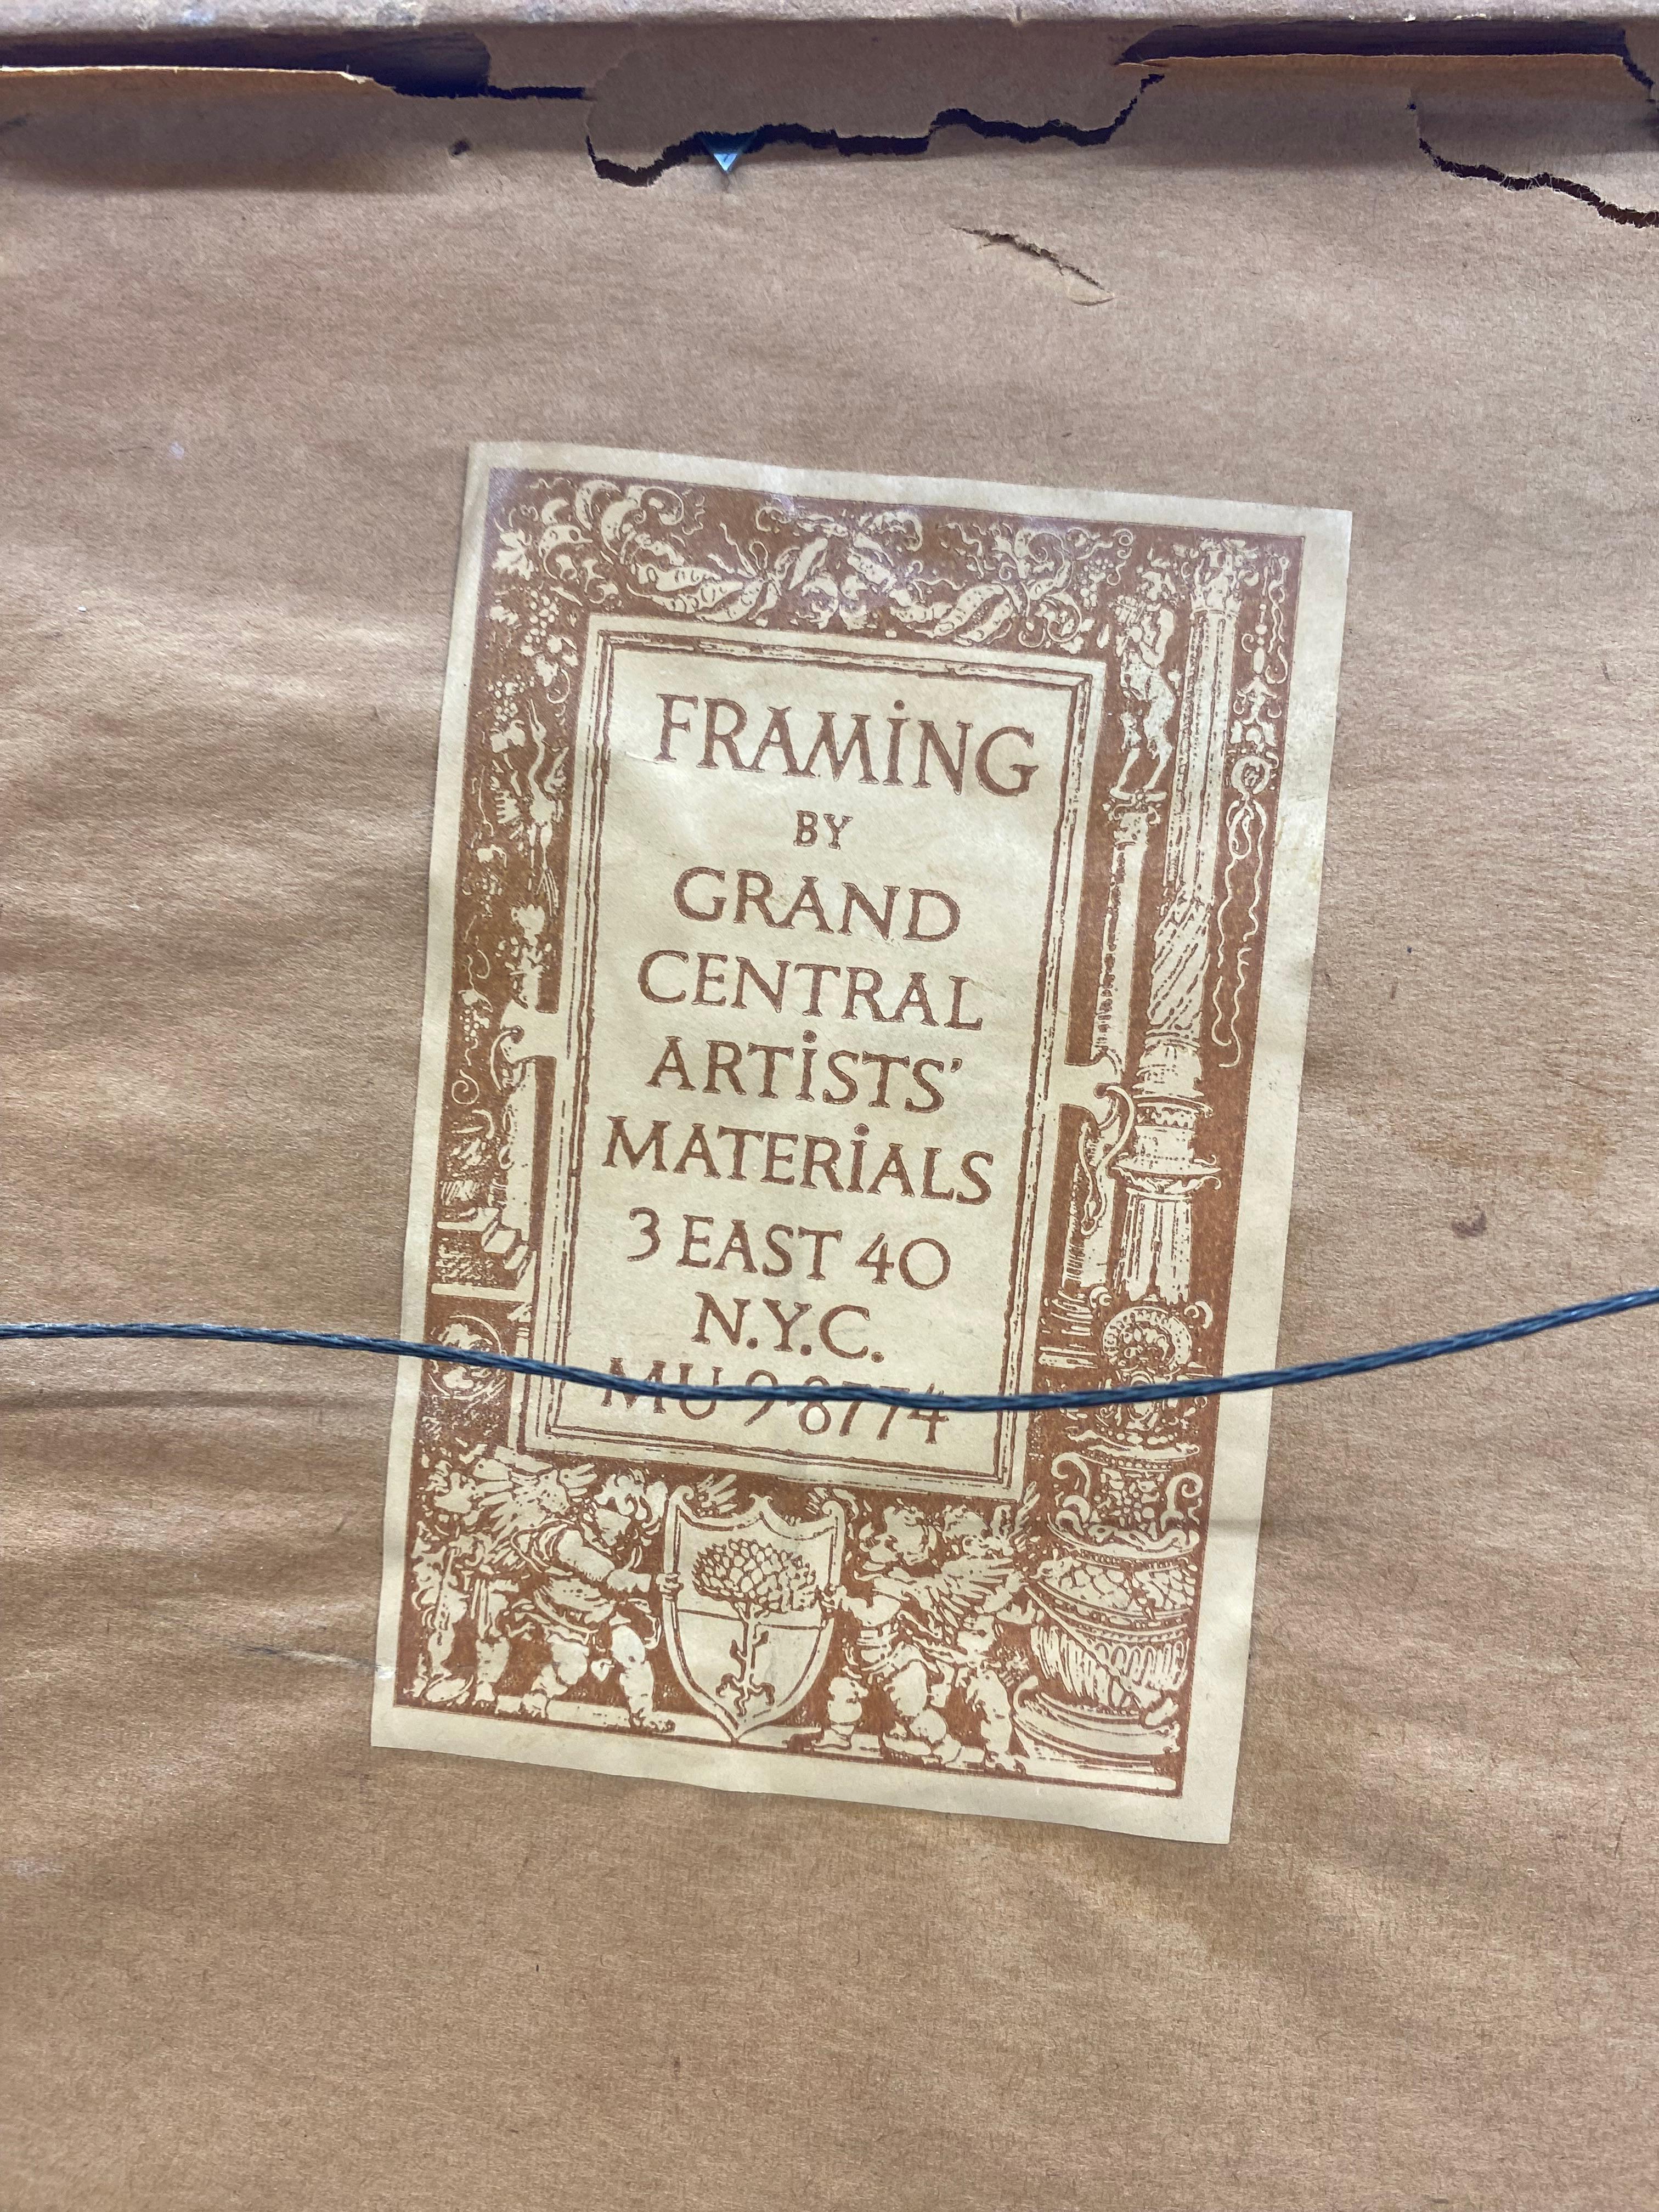 FRAMING
BY
GRAND
CENTRAL
ARTISTS'
MATERIALS
3 EAST 40
N.Y.C.
MU 9-8774